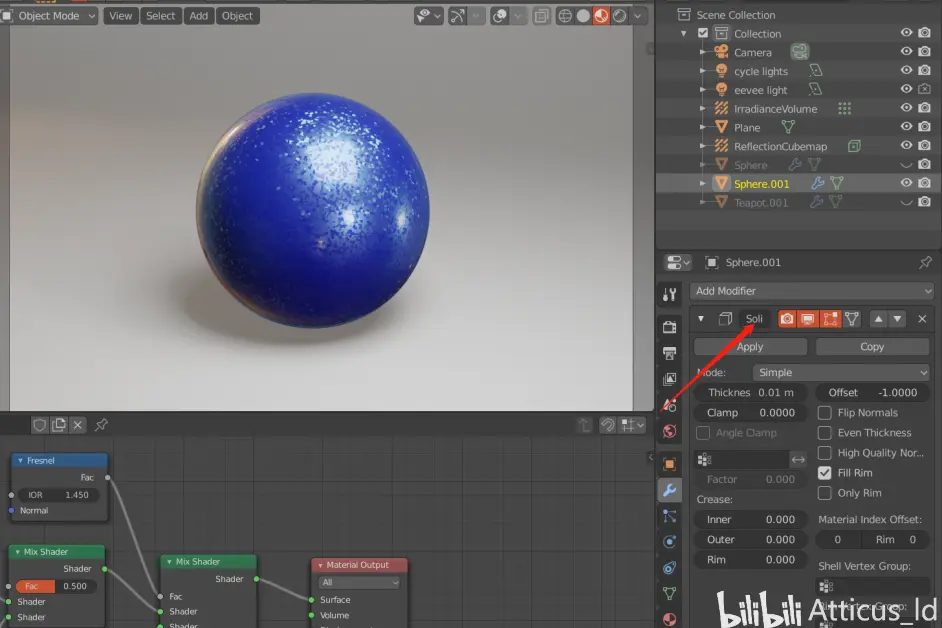 Object Mode View Select Add Object
Scene Collection
Collection
Camera
cycle lights
eevee light
IrradianceVolume
Plane
ReflectionCubemap
Sphere
Sphere.001
Teapot.001
Sphere.001
Add Modifier
Soli
Apply Copy
Mode: Simple
Thicknes 0.01 m Offset -1.0000
Clamp 0.0000 Flip Normals
Angle Clamp Even Thickness
High Quality Nor...
Factor 0.000 Fill Rim
Crease: Only Rim
Inner 0.000 Material Index Offset:
Outer 0.000 0 Rim 0
Rim 0.000 Shell Vertex Group:
Fresnel
Fac
IOR 1.450
Normal
Mix Shader
Shader
Fac 0.500
Shader
Shader
Mix Shader
Shader
Fac
Shader
Shader
Material Output
All
Surface
Volume
bilibili Atticus_ld